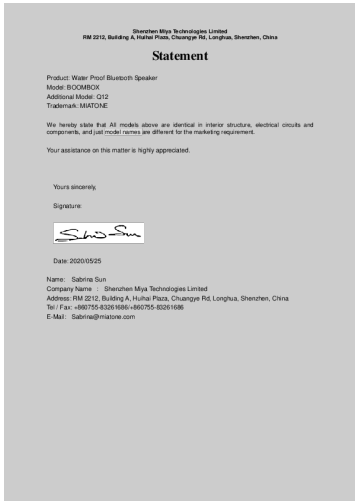 Shenzhen Miya Technologies Limited
RM 2212, Building A, Huihai Plaza, Chuangye Rd, Longhua, Shenzhen, China
Statement
Product: Water Proof Bluetooth Speaker
Model: BOOMBOX
Additional Model: Q12
Trademark: MIATONE
We hereby state that All models above are identical in interior structure, electrical circuits and
components, and just model names are different for the marketing requirement.
Your assistance on this matter is highly appreciated.
Yours sincerely,
Signature:
Sabrina Sun
Date: 2020/05/25
Name: Sabrina Sun
Company Name : Shenzhen Miya Technologies Limited
Address: RM 2212, Building A, Huihai Plaza, Chuangye Rd, Longhua, Shenzhen, China
Tel / Fax: +860755-83261686/+860755-83261686
E-Mail: Sabrina@miatone.com